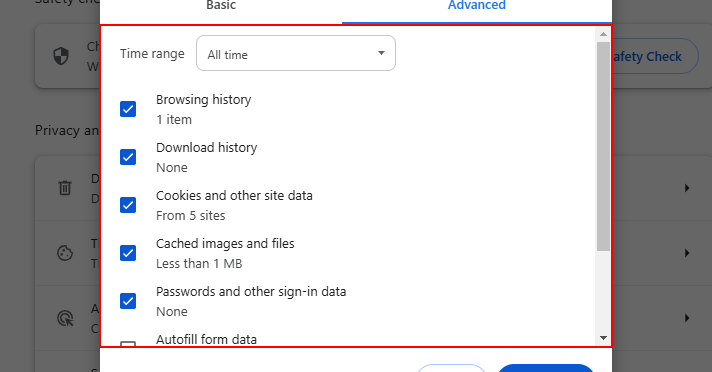 Safety chec
Basic
Advanced
Time range
All time
Ch
W
afety Check
Browsing history
1 item
Privacy an
Download history
None
D
D
Cookies and other site data
From 5 sites
T
T
Cached images and files
Less than 1 MB
Passwords and other sign-in data
None
A
C
Autofill form data